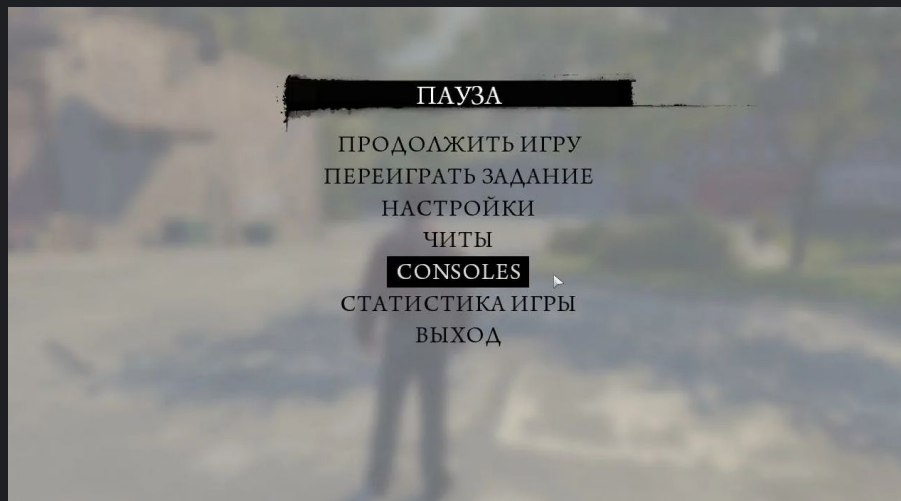 ПАУЗА
ПРОДОЛЖИТЬ ИГРУ
ПЕРЕИГРАТЬ ЗАДАНИЕ
НАСТРОЙКИ
ЧИТЫ
CONSOLES
СТАТИСТИКА ИГРЫ
ВЫХОД